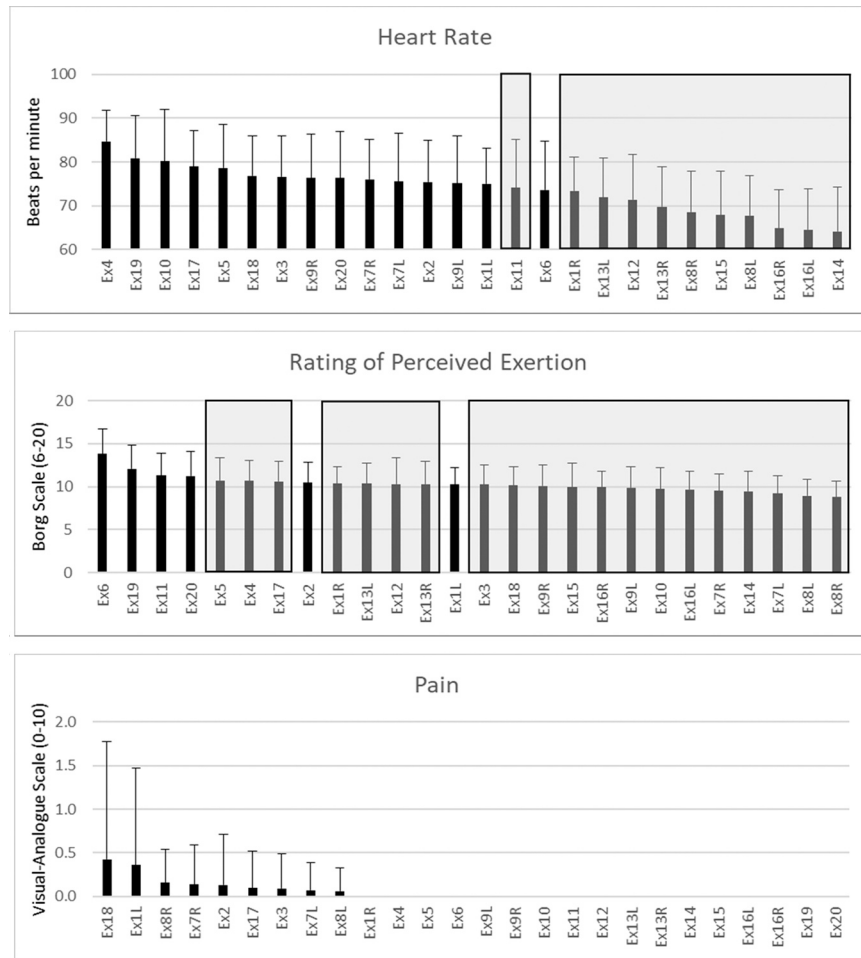 Heart Rate
Beats per minute
100
90
80
70
60
Ex4 Ex19 Ex10 Ex17 Ex5 Ex18 Ex3 Ex9R Ex20 Ex7R Ex7L Ex2 Ex9L Ex1L Ex11 Ex6 Ex1R Ex13L Ex12 Ex13R Ex8R Ex15 Ex8L Ex16R Ex16L Ex14
Rating of Perceived Exertion
Borg Scale (6-20)
20
15
10
5
0
Ex6 Ex19 Ex11 Ex20 Ex5 Ex4 Ex17 Ex2 Ex1R Ex13L Ex12 Ex13R Ex1L Ex3 Ex18 Ex9R Ex15 Ex16R Ex9L Ex10 Ex16L Ex7R Ex14 Ex7L Ex8L Ex8R
Pain
Visual-Analogue Scale (0-10)
2.0
1.5
1.0
0.5
0.0
Ex18 Ex1L Ex8R Ex7R Ex2 Ex17 Ex3 Ex7L Ex8L Ex1R Ex4 Ex5 Ex6 Ex9L Ex9R Ex10 Ex11 Ex12 Ex13L Ex13R Ex14 Ex15 Ex16L Ex16R Ex19 Ex20